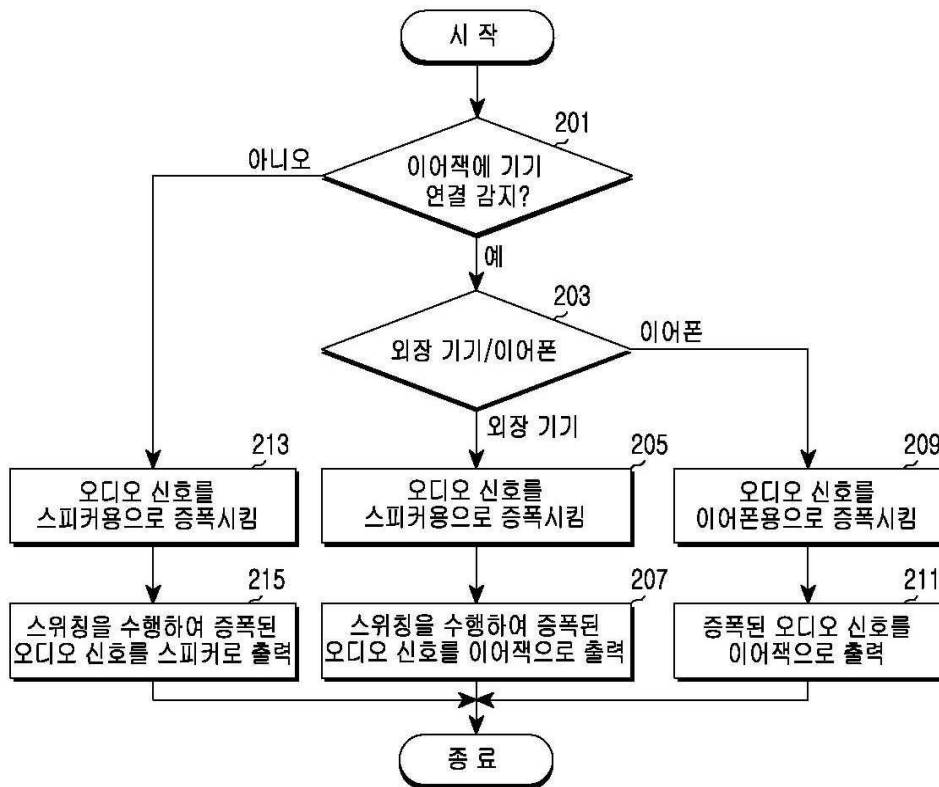 시 작
201
이어잭에 기기
연결 감지?
아니오
예
203
외장 기기/이어폰
이어폰
외장 기기
213
오디오 신호를
스피커용으로 증폭시킴
205
오디오 신호를
스피커용으로 증폭시킴
209
오디오 신호를
이어폰용으로 증폭시킴
215
스위칭을 수행하여 증폭된
오디오 신호를 스피커로 출력
207
스위칭을 수행하여 증폭된
오디오 신호를 이어잭으로 출력
211
증폭된 오디오 신호를
이어잭으로 출력
종 료